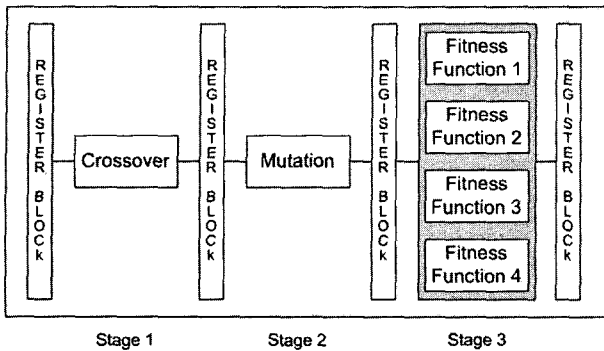 REGISTER BLOCk
Crossover
REGISTER BLOCk
Mutation
REGISTER BLOCk
Fitness
Function 1
Fitness
Function 2
Fitness
Function 3
Fitness
Function 4
REGISTER BLOCk
Stage 1
Stage 2
Stage 3